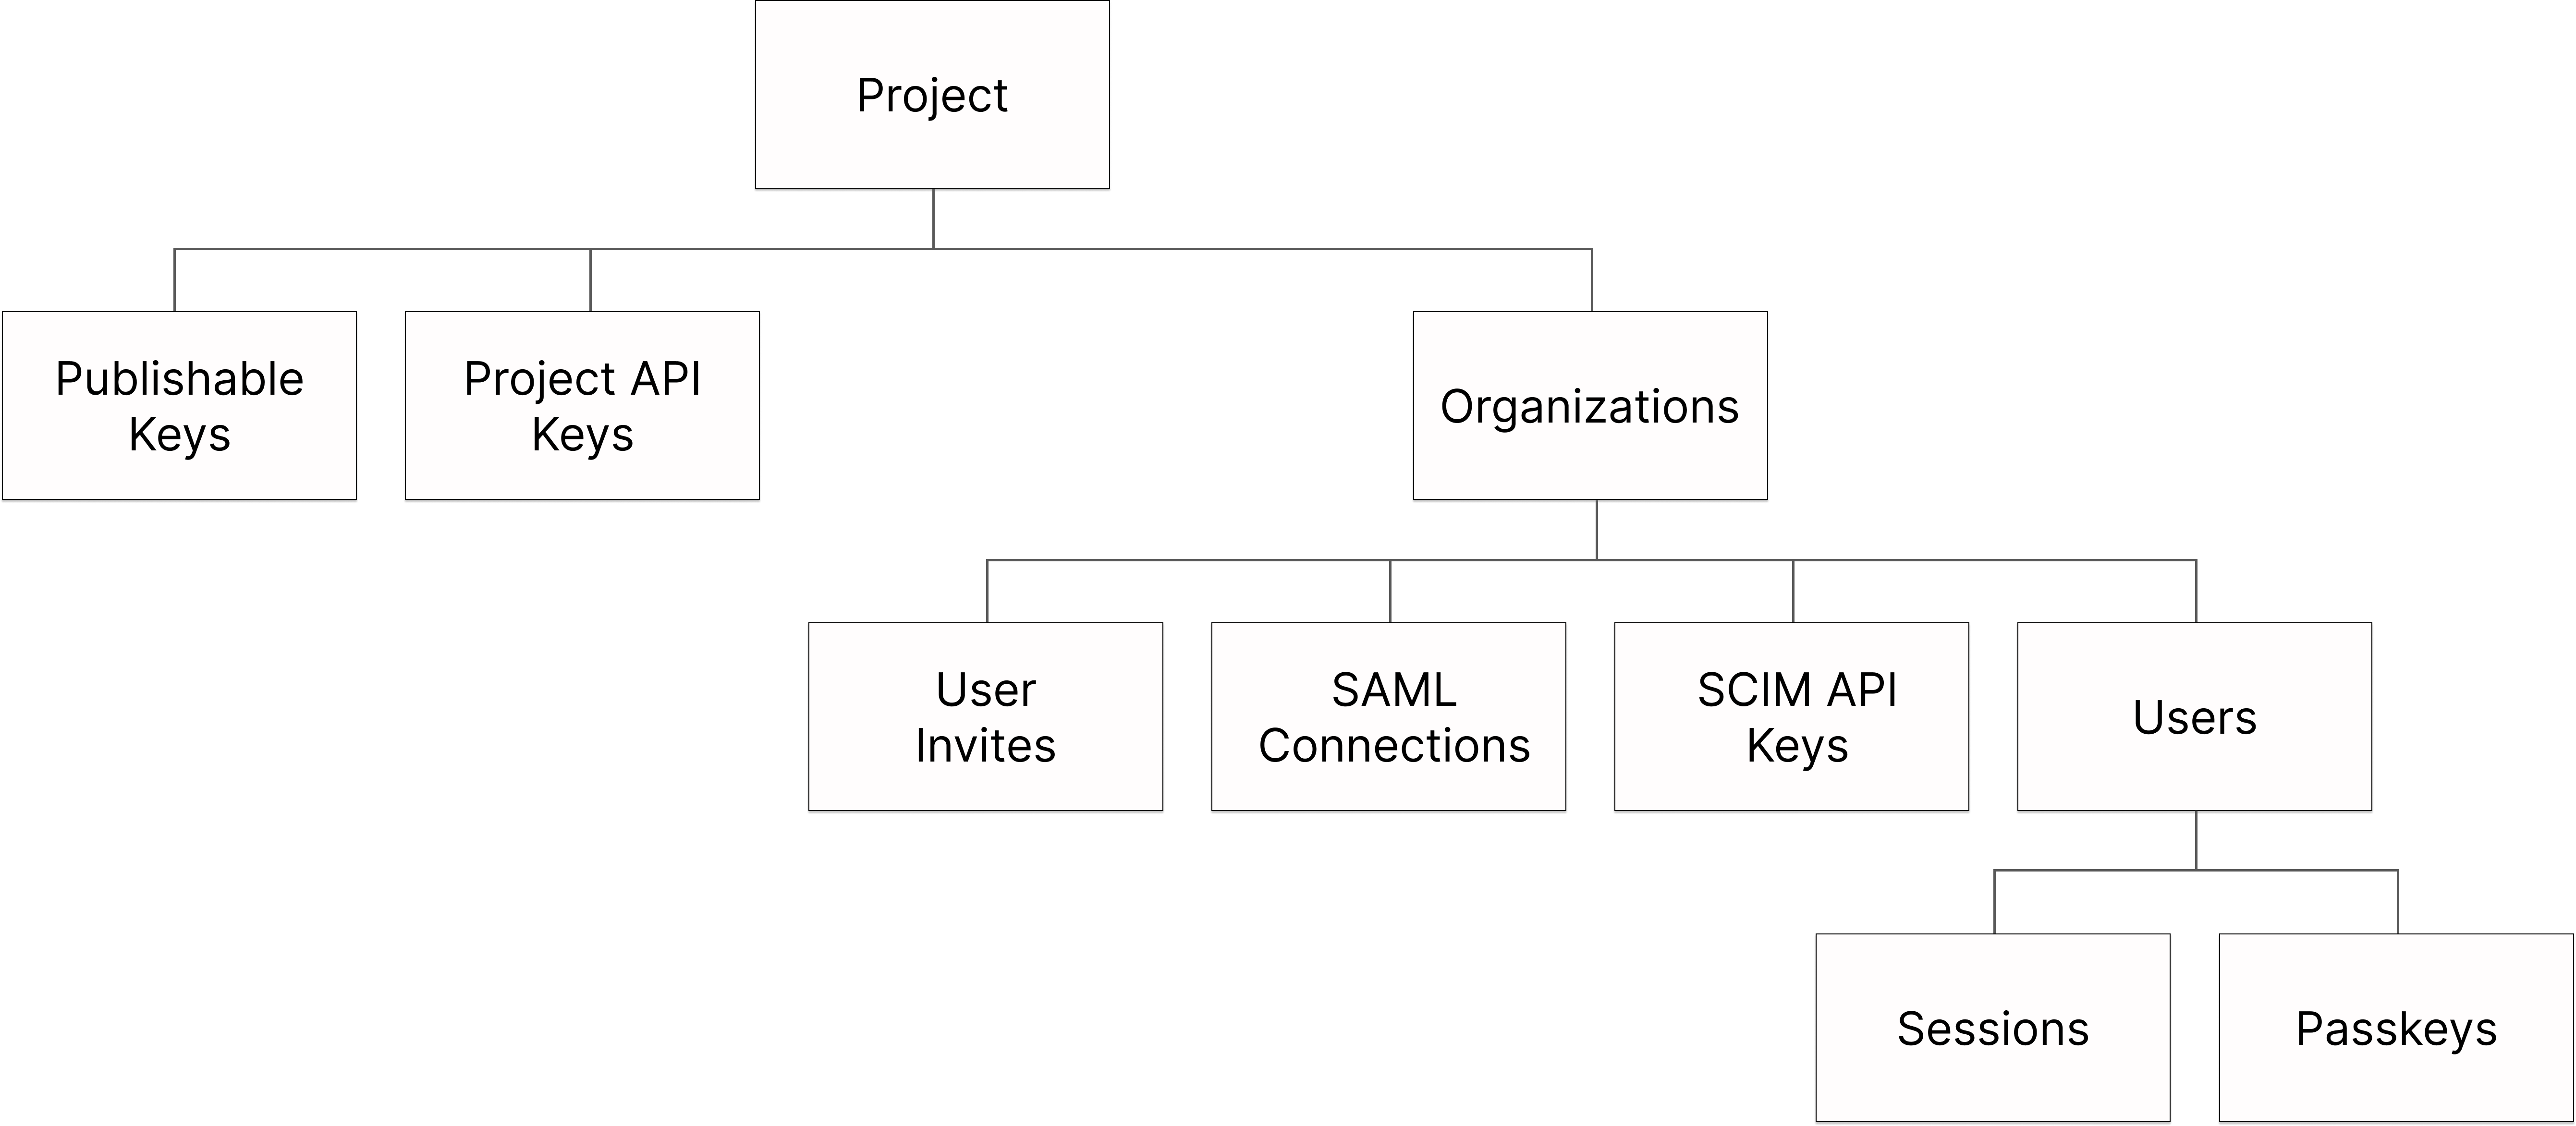 Project
Publishable
Keys
Project API
Keys
Organizations
User
Invites
SAML
Connections
SCIM API
Keys
Users
Sessions
Passkeys